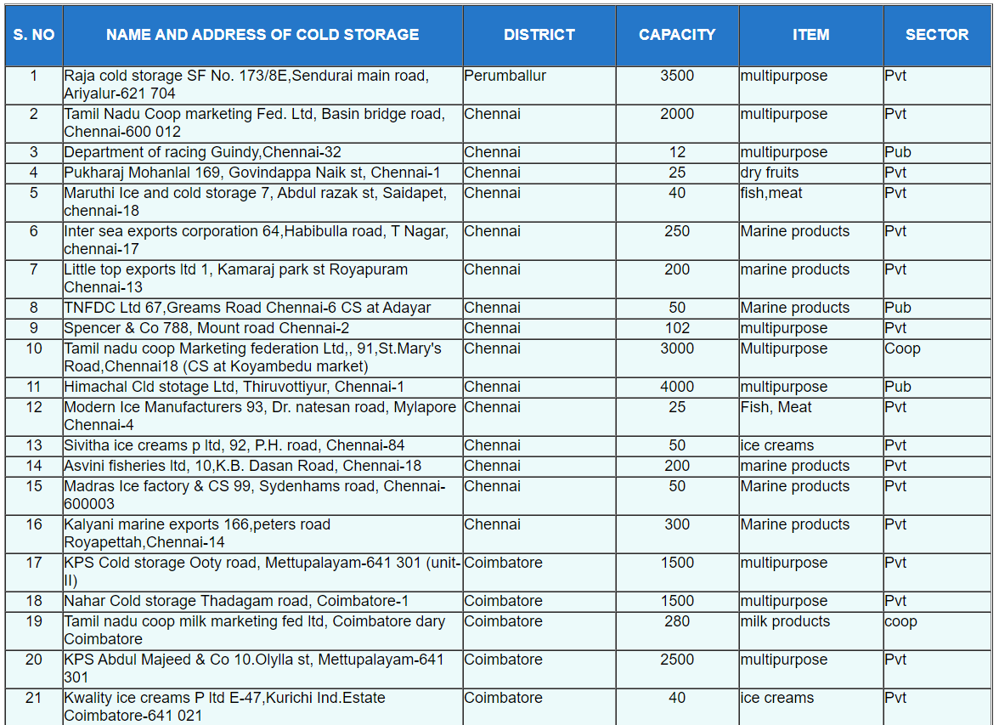 S. NO NAME AND ADDRESS OF COLD STORAGE DISTRICT CAPACITY ITEM SECTOR
1 Raja cold storage SF No. 173/8E,Sendurai main road, Perumballur 3500 multipurpose Pvt
Ariyalur-621 704
2 Tamil Nadu Coop marketing Fed. Ltd, Basin bridge road, Chennai 2000 multipurpose Pvt
Chennai-600 012
3 Department of racing Guindy,Chennai-32 Chennai 12 multipurpose Pub
4 Pukharaj Mohanlal 169, Govindappa Naik st, Chennai-1 Chennai 25 dry fruits Pvt
5 Maruthi Ice and cold storage 7, Abdul razak st, Saidapet, Chennai 40 fish,meat Pvt
chennai-18
6 Inter sea exports corporation 64,Habibulla road, T Nagar, Chennai 250 Marine products Pvt
chennai-17
7 Little top exports ltd 1, Kamaraj park st Royapuram Chennai 200 marine products Pvt
Chennai-13
8 TNFDC Ltd 67,Greams Road Chennai-6 CS at Adayar Chennai 50 Marine products Pub
9 Spencer & Co 788, Mount road Chennai-2 Chennai 102 multipurpose Pvt
10 Tamil nadu coop Marketing federation Ltd,, 91,St.Mary's Chennai 3000 Multipurpose Coop
Road,Chennai18 (CS at Koyambedu market)
11 Himachal Cld stotage Ltd, Thiruvottiyur, Chennai-1 Chennai 4000 multipurpose Pub
12 Modern Ice Manufacturers 93, Dr. natesan road, Mylapore Chennai 25 Fish, Meat Pvt
Chennai-4
13 Sivitha ice creams p ltd, 92, P.H. road, Chennai-84 Chennai 50 ice creams Pvt
14 Asvini fisheries ltd, 10,K.B. Dasan Road, Chennai-18 Chennai 200 marine products Pvt
15 Madras Ice factory & CS 99, Sydenhams road, Chennai- Chennai 50 Marine products Pvt
600003
16 Kalyani marine exports 166,peters road Chennai 300 Marine products Pvt
Royapettah,Chennai-14
17 KPS Cold storage Ooty road, Mettupalayam-641 301 (unit- Coimbatore 1500 multipurpose Pvt
II)
18 Nahar Cold storage Thadagam road, Coimbatore-1 Coimbatore 1500 multipurpose Pvt
19 Tamil nadu coop milk marketing fed ltd, Coimbatore dary Coimbatore 280 milk products coop
Coimbatore
20 KPS Abdul Majeed & Co 10.Olylla st, Mettupalayam-641 Coimbatore 2500 multipurpose Pvt
301
21 Kwality ice creams P ltd E-47,Kurichi Ind.Estate Coimbatore 40 ice creams Pvt
Coimbatore-641 021